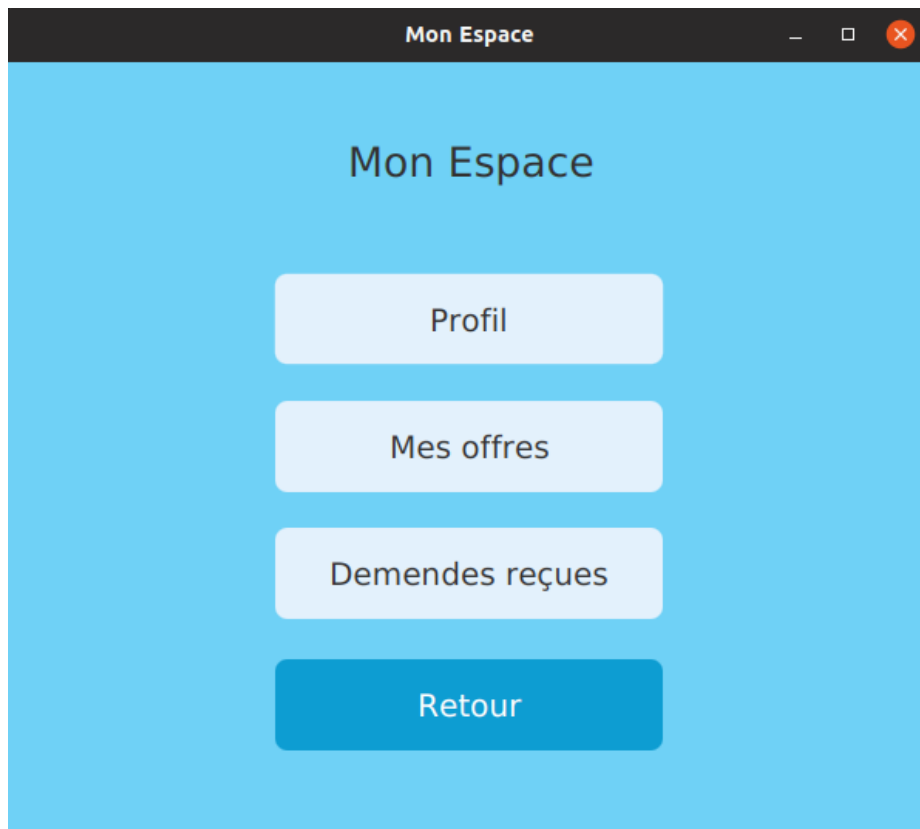 Mon Espace
Mon Espace
Profil
Mes offres
Demendes reçues
Retour